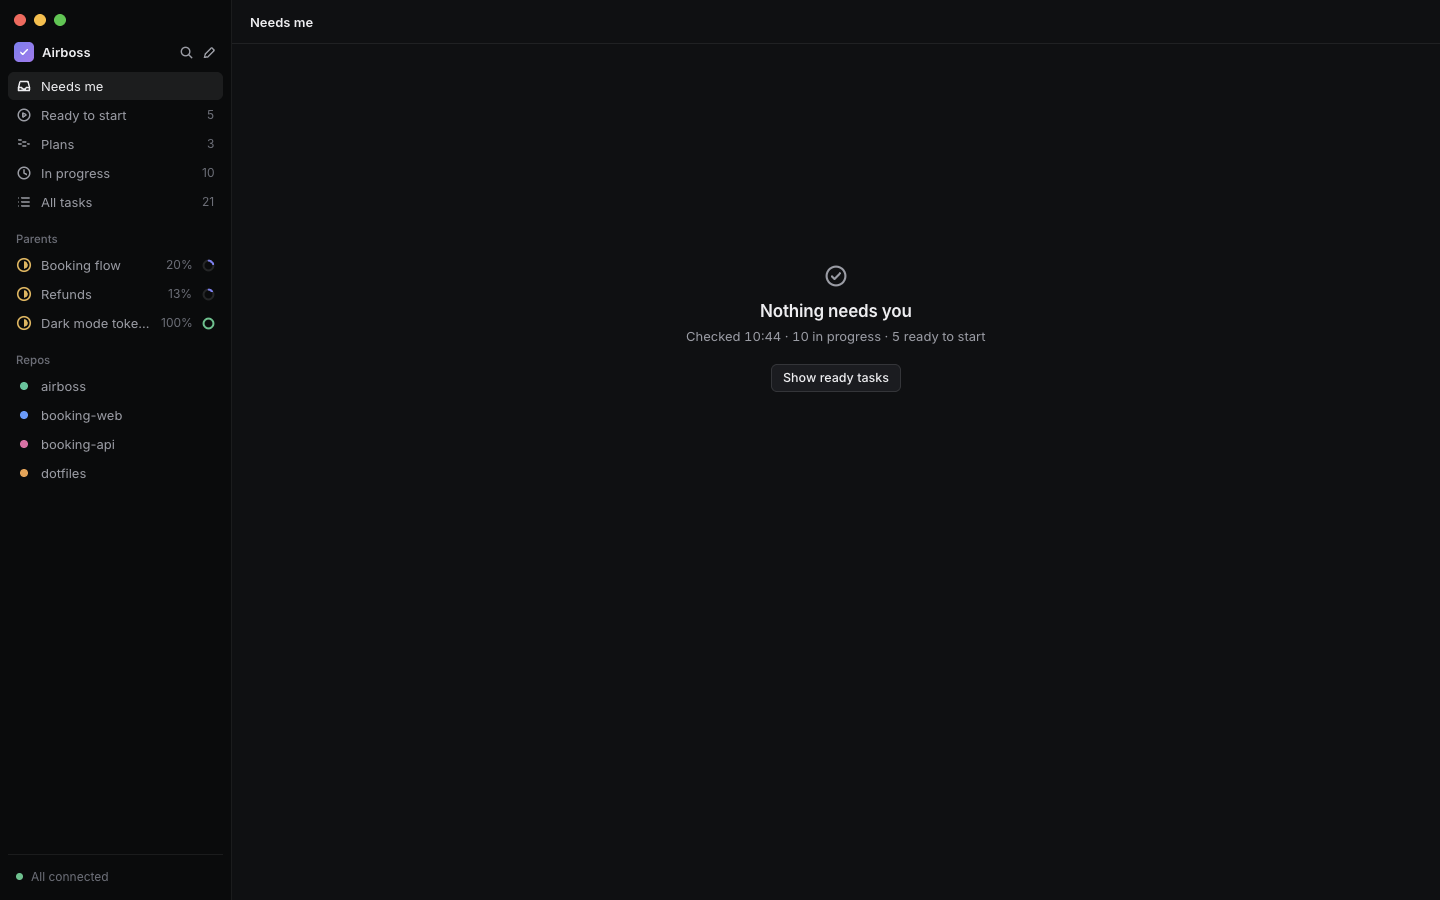 Airboss
Needs me
Ready to start 5
Plans 3
In progress 10
All tasks 21
Parents
Booking flow 20%
Refunds 13%
Dark mode toke... 100%
Repos
airboss
booking-web
booking-api
dotfiles
All connected
Needs me
Nothing needs you
Checked 10:44 · 10 in progress · 5 ready to start
Show ready tasks